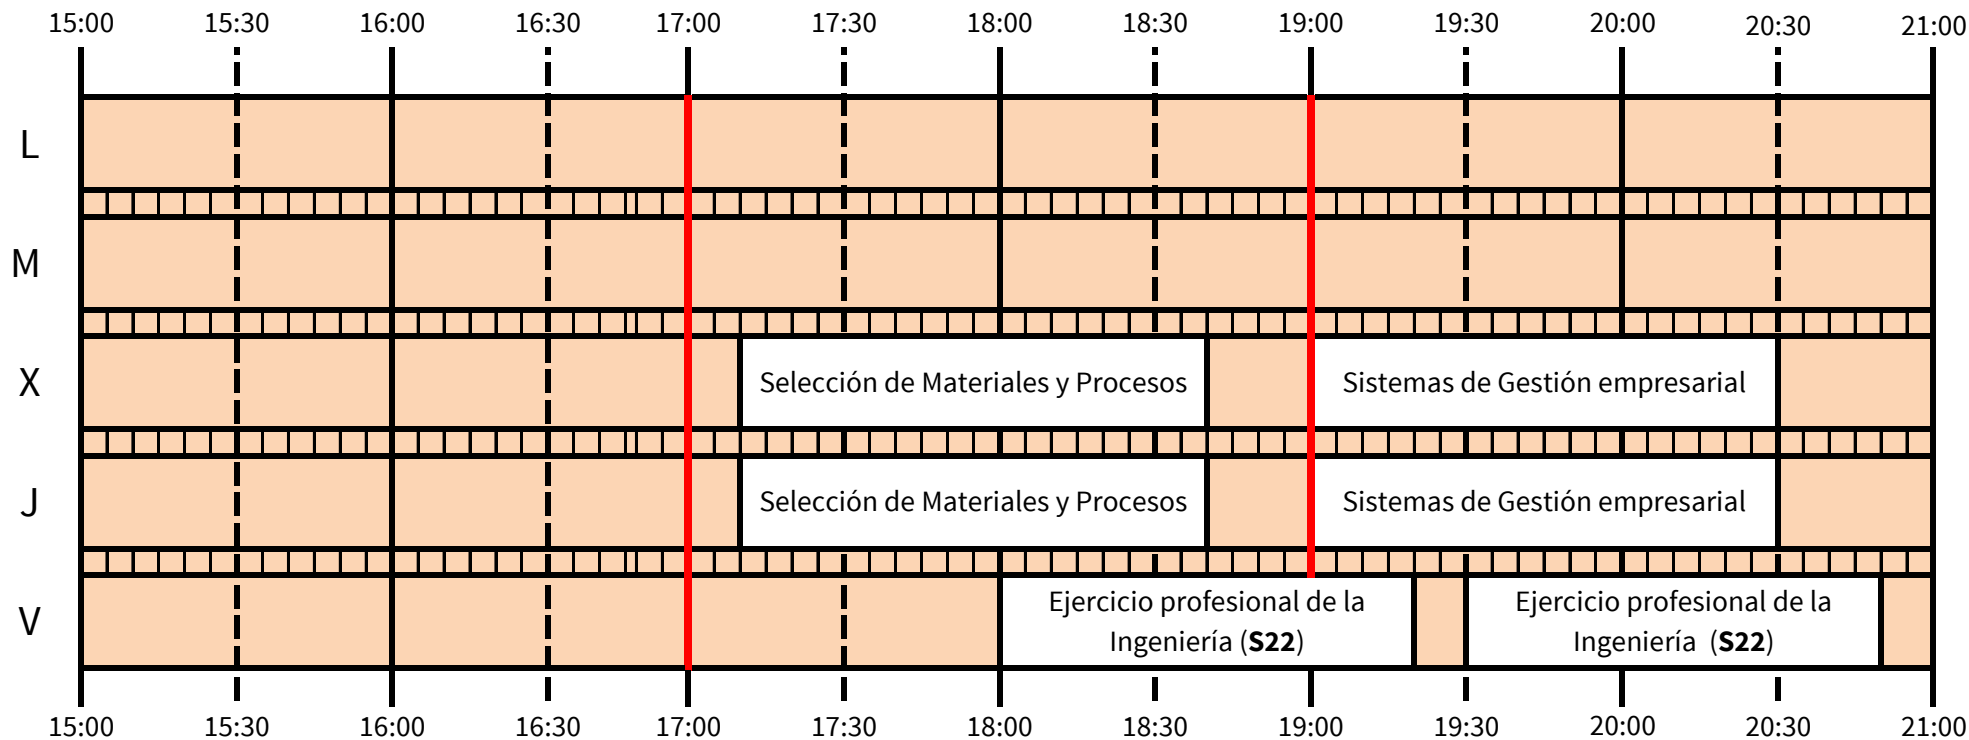 15:00 15:30 16:00 16:30 17:00 17:30 18:00 18:30 19:00 19:30 20:00 20:30 21:00
L
M
X Selección de Materiales y Procesos Sistemas de Gestión empresarial
J Selección de Materiales y Procesos Sistemas de Gestión empresarial
V
Ejercicio profesional de la
Ingeniería (S22)
Ejercicio profesional de la
Ingeniería (S22)
15:00 15:30 16:00 16:30 17:00 17:30 18:00 18:30 19:00 19:30 20:00 20:30 21:00